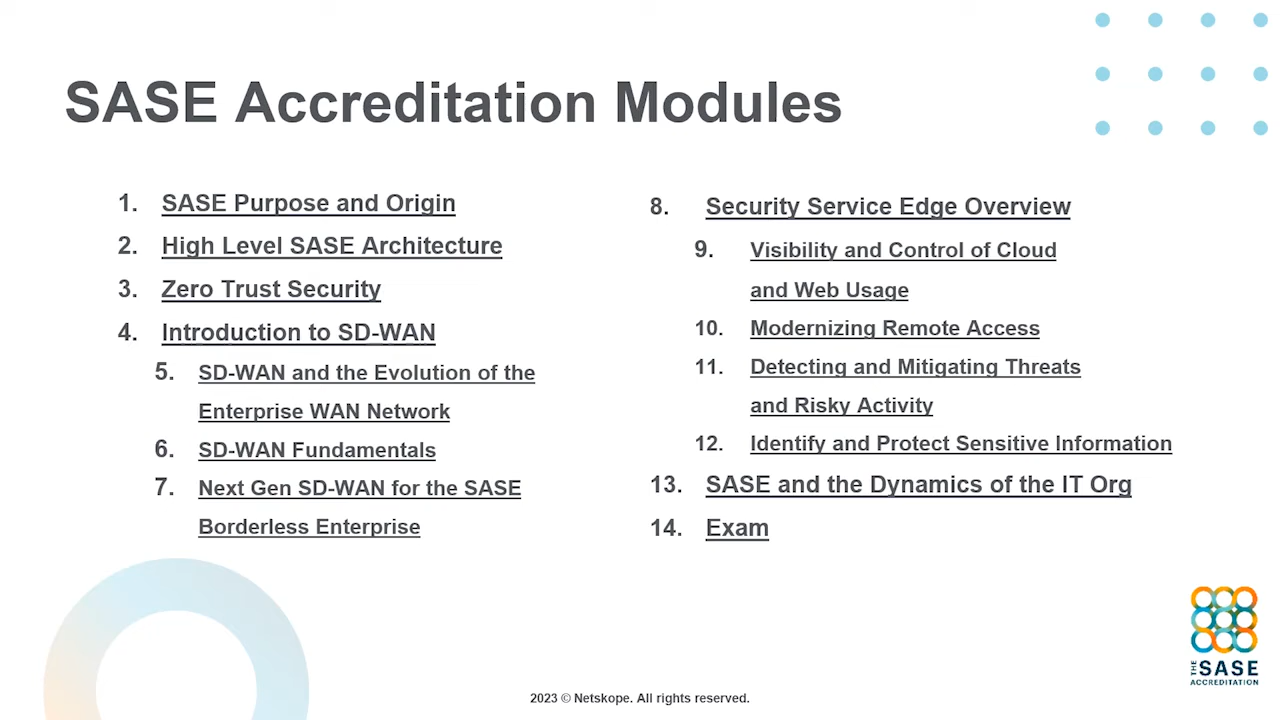 SASE Accreditation Modules
1. SASE Purpose and Origin
2. High Level SASE Architecture
3. Zero Trust Security
4. Introduction to SD-WAN
5. SD-WAN and the Evolution of the
Enterprise WAN Network
6. SD-WAN Fundamentals
7. Next Gen SD-WAN for the SASE
Borderless Enterprise
8. Security Service Edge Overview
9. Visibility and Control of Cloud
and Web Usage
10. Modernizing Remote Access
11. Detecting and Mitigating Threats
and Risky Activity
12. Identify and Protect Sensitive Information
13. SASE and the Dynamics of the IT Org
14. Exam
THE
SASE
ACCREDITATION
2023 © Netskope. All rights reserved.